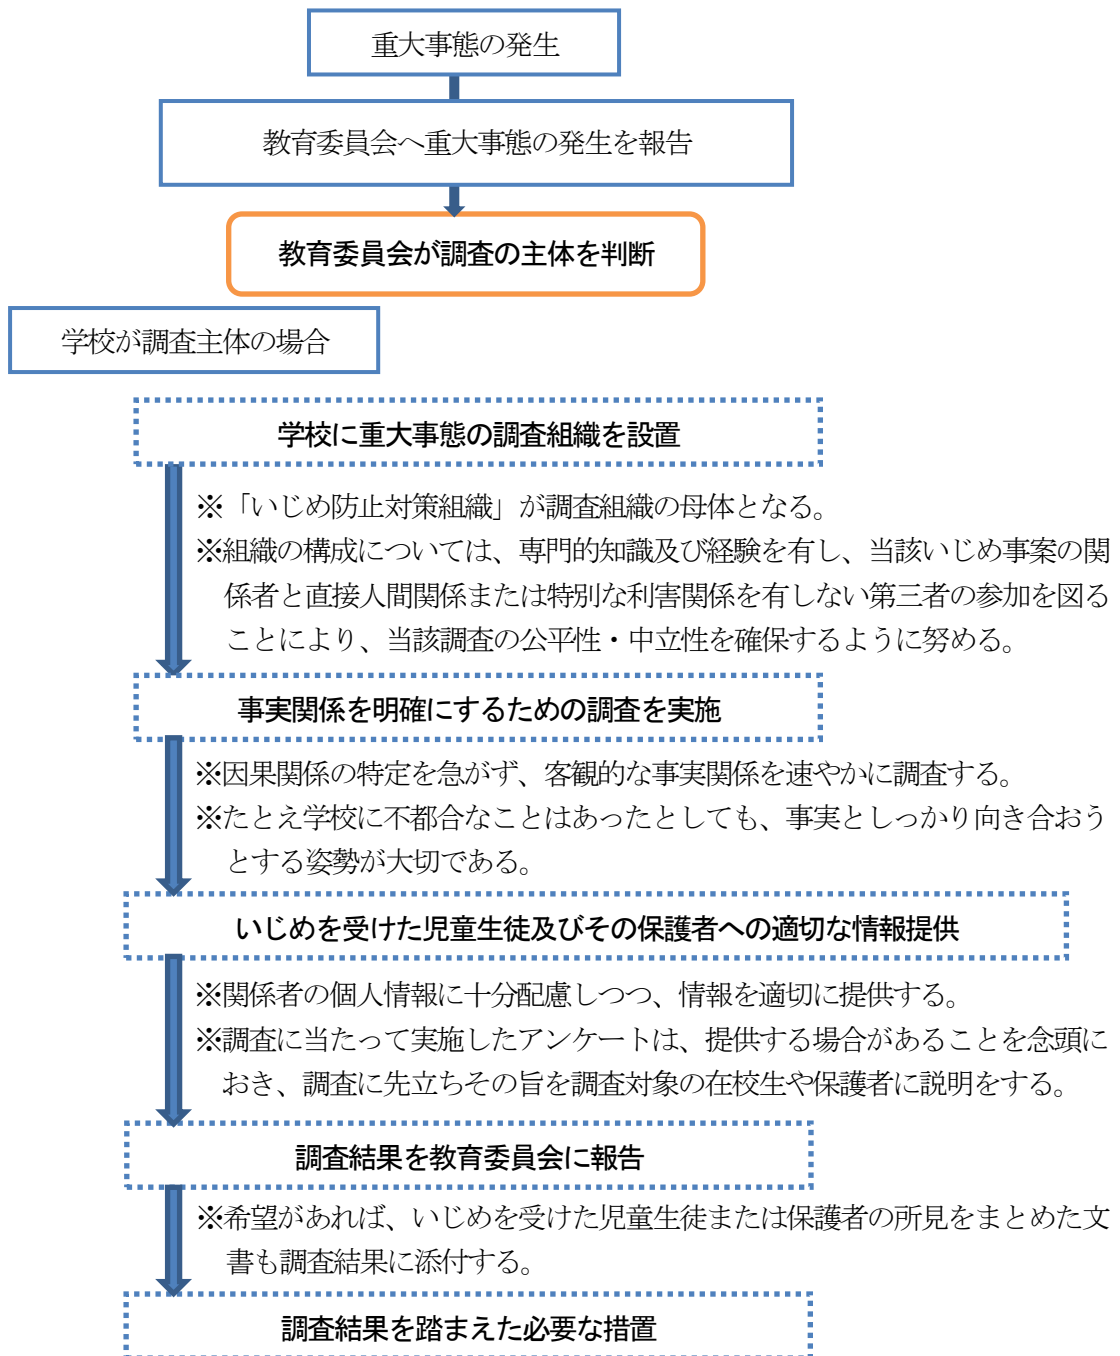 重大事態の発生
教育委員会へ重大事態の発生を報告
教育委員会が調査の主体を判断
学校が調査主体の場合
学校に重大事態の調査組織を設置
※「いじめ防止対策組織」が調査組織の母体となる。
※組織の構成については、専門的知識及び経験を有し、当該いじめ事案の関
係者と直接人間関係または特別な利害関係を有しない第三者の参加を図る
ことにより、当該調査の公平性・中立性を確保するように努める。
事実関係を明確にするための調査を実施
※因果関係の特定を急がず、客観的な事実関係を速やかに調査する。
※たとえ学校に不都合なことはあったとしても、事実としっかり向き合おう
とする姿勢が大切である。
いじめを受けた児童生徒及びその保護者への適切な情報提供
※関係者の個人情報に十分配慮しつつ、情報を適切に提供する。
※調査に当たって実施したアンケートは、提供する場合があることを念頭に
おき、調査に先立ちその旨を調査対象の在校生や保護者に説明をする。
調査結果を教育委員会に報告
※希望があれば、いじめを受けた児童生徒または保護者の所見をまとめた文
書も調査結果に添付する。
調査結果を踏まえた必要な措置